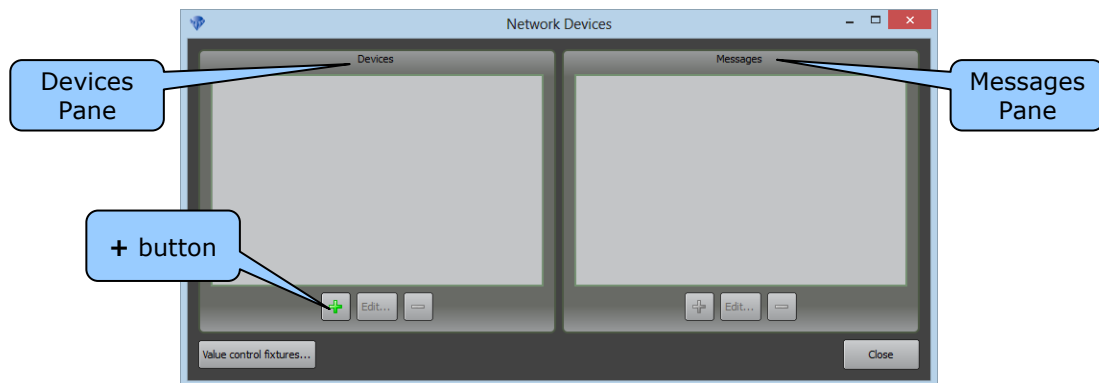 Network Devices
Devices
Messages
Devices
Pane
Messages
Pane
+ button
Edit...
Edit...
Value control fixtures...
Close